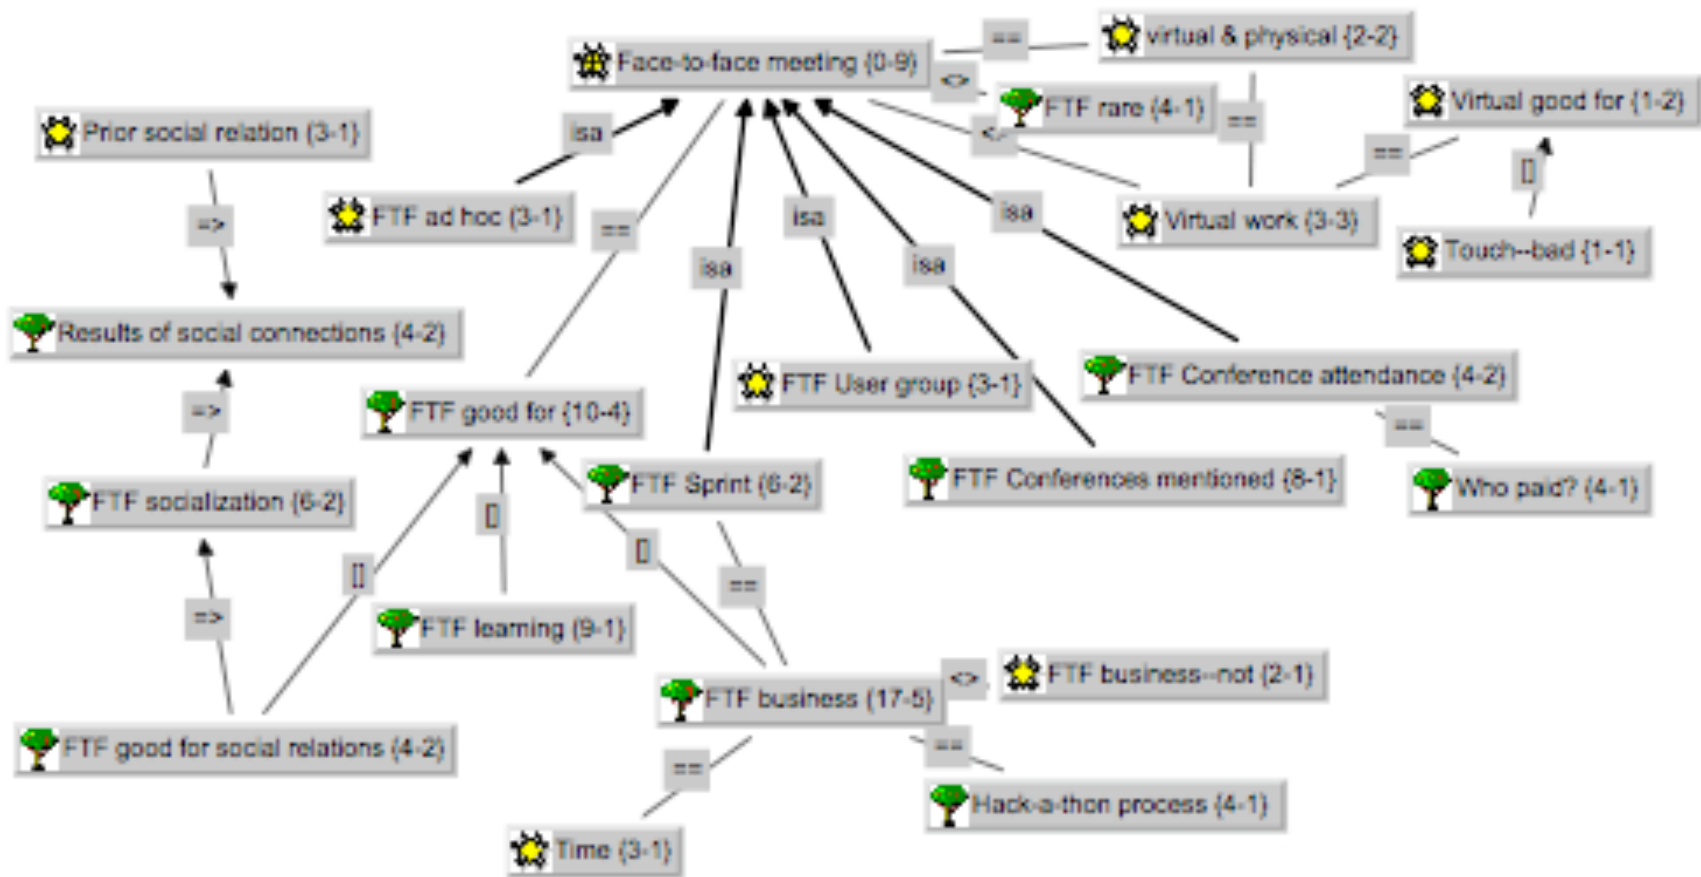 Face-to-face meeting {0-9}
==
virtual & physical {2-2}
<>
FTF rare {4-1}
Virtual good for {1-2}
Prior social relation {3-1}
isa
<>
==
==
[]
FTF ad hoc {3-1}
=>
==
isa
isa
isa
isa
Virtual work {3-3}
Touch--bad {1-1}
Results of social connections {4-2}
=>
FTF good for {10-4}
FTF User group {3-1}
FTF Conference attendance {4-2}
==
FTF socialization {6-2}
[]
FTF Sprint {6-2}
FTF Conferences mentioned {8-1}
Who paid? {4-1}
[]
[]
==
=>
FTF learning {9-1}
FTF good for social relations {4-2}
FTF business {17-5}
<>
FTF business--not {2-1}
==
==
Hack-a-thon process {4-1}
Time {3-1}